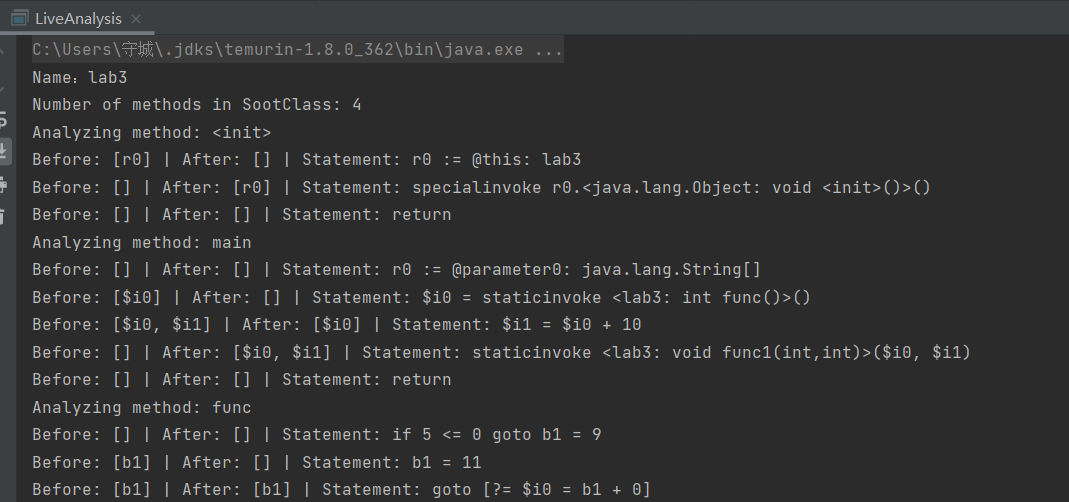 LiveAnalysis
C:\Users\守城\.jdks\temurin-1.8.0_362\bin\java.exe ...
Name：lab3
Number of methods in SootClass: 4
Analyzing method: <init>
Before: [r0] | After: [] | Statement: r0 := @this: lab3
Before: [] | After: [r0] | Statement: specialinvoke r0.<java.lang.Object: void <init>()>()
Before: [] | After: [] | Statement: return
Analyzing method: main
Before: [] | After: [] | Statement: r0 := @parameter0: java.lang.String[]
Before: [$i0] | After: [] | Statement: $i0 = staticinvoke <lab3: int func()>()
Before: [$i0, $i1] | After: [$i0] | Statement: $i1 = $i0 + 10
Before: [] | After: [$i0, $i1] | Statement: staticinvoke <lab3: void func1(int,int)>($i0, $i1)
Before: [] | After: [] | Statement: return
Analyzing method: func
Before: [] | After: [] | Statement: if 5 <= 0 goto b1 = 9
Before: [b1] | After: [] | Statement: b1 = 11
Before: [b1] | After: [b1] | Statement: goto [?= $i0 = b1 + 0]